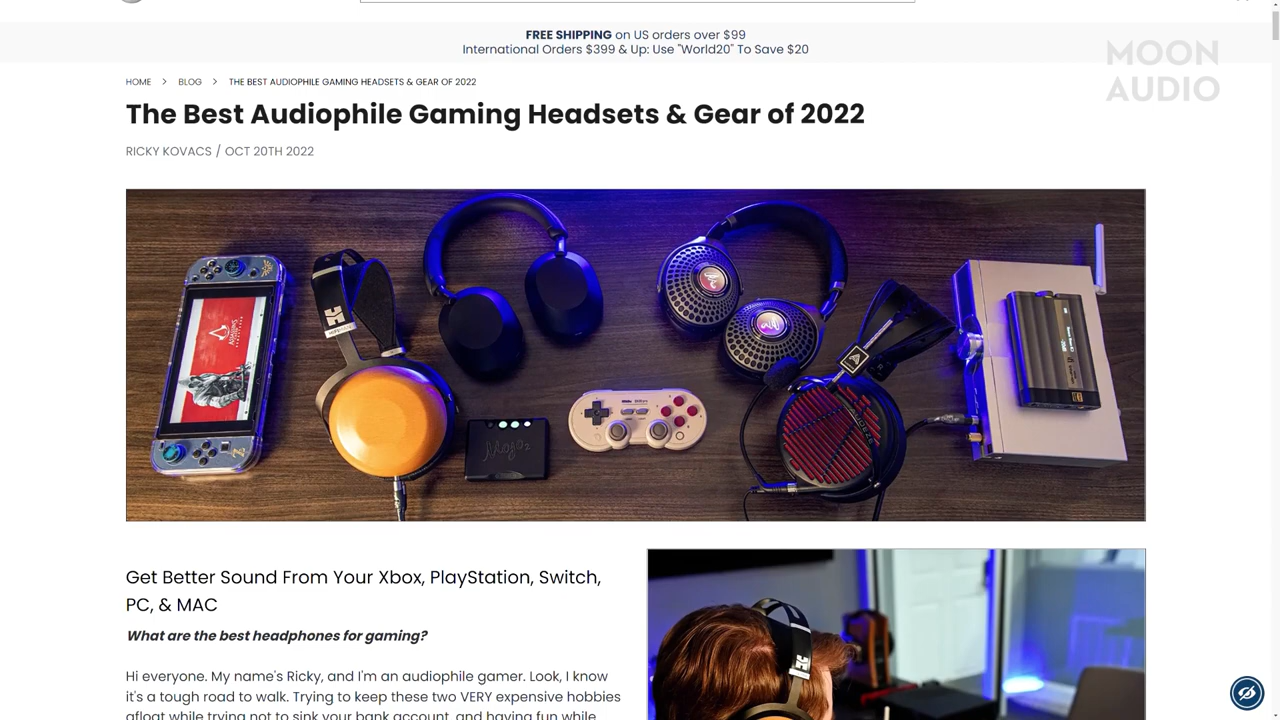 FREE SHIPPING on US orders over $99
International Orders $399 & Up: Use "World20" To Save $20
MOON
AUDIO
HOME > BLOG > THE BEST AUDIOPHILE GAMING HEADSETS & GEAR OF 2022
The Best Audiophile Gaming Headsets & Gear of 2022
RICKY KOVACS / OCT 20TH 2022
Mojo2
Get Better Sound From Your Xbox, PlayStation, Switch,
PC, & MAC
What are the best headphones for gaming?
Hi everyone. My name's Ricky, and I'm an audiophile gamer. Look, I know
it's a tough road to walk. Trying to keep these two VERY expensive hobbies
afloat while trying not to sink your bank account, and having fun while